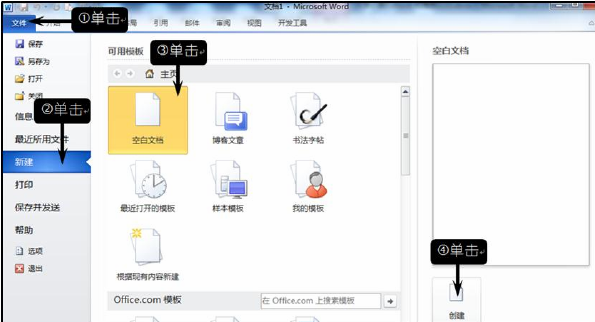 文档1 - Microsoft Word
文件 ①单击 引用 邮件 审阅 视图 开发工具
保存
另存为
打开
关闭
②单击
信息
最近所用文件
新建
打印
保存并发送
帮助
选项
退出
可用模板
③单击
主页
空白文档
博客文章
书法字帖
最近打开的模板
样本模板
我的模板
根据现有内容新建
Office.com 模板
在 Office.com 上搜索模板
空白文档
④单击
创建